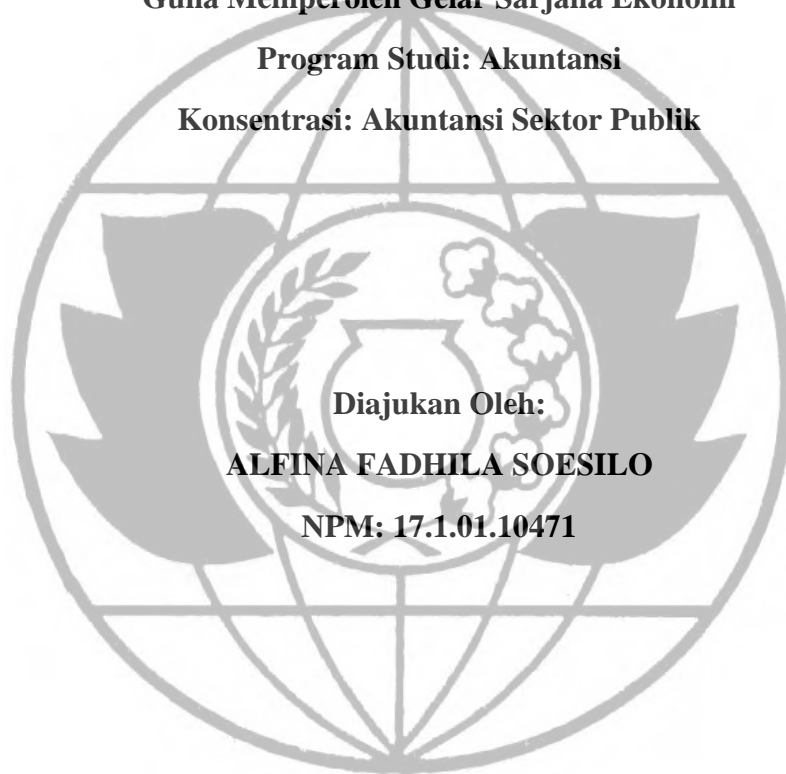 Guna Memperoleh Gelar Sarjana Ekonomi
Program Studi: Akuntansi
Konsentrasi: Akuntansi Sektor Publik
Diajukan Oleh:
ALFINA FADHILA SOESILO
NPM: 17.1.01.10471